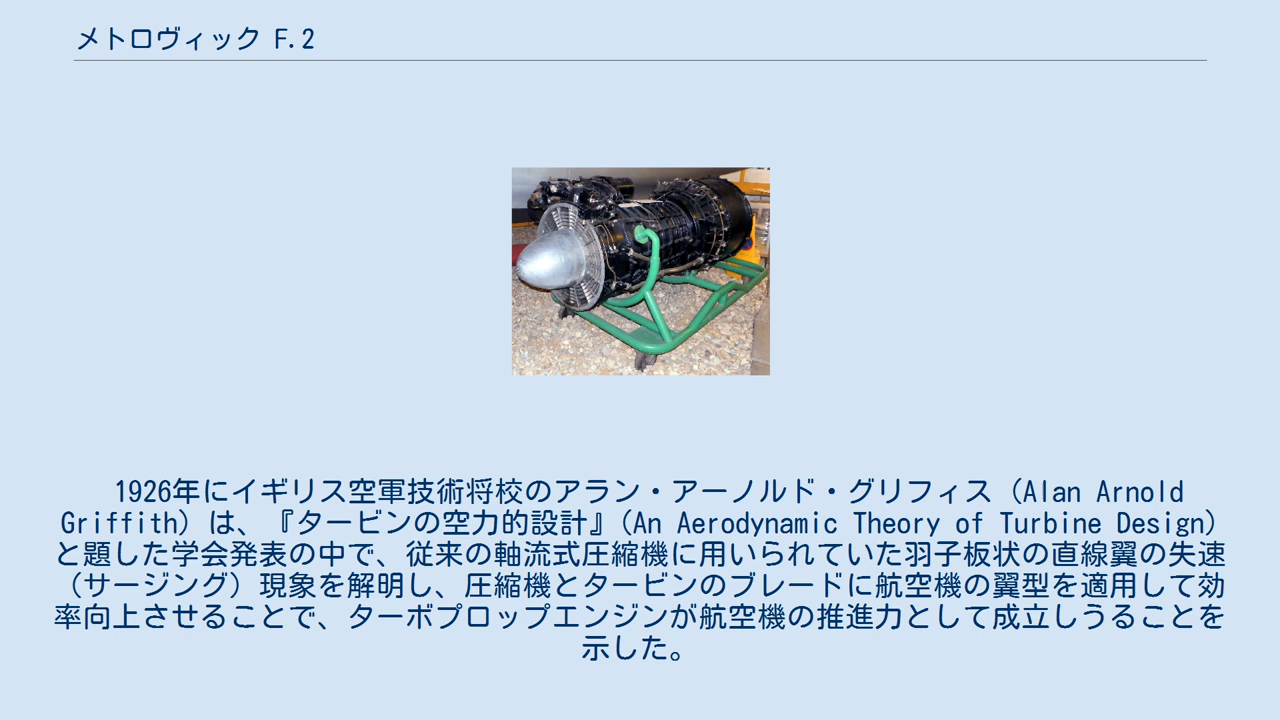 メトロヴィック F.2
1926年にイギリス空軍技術将校のアラン・アーノルド・グリフィス（Alan Arnold
Griffith）は、『タービンの空力的設計』（An Aerodynamic Theory of Turbine Design）
と題した学会発表の中で、従来の軸流式圧縮機に用いられていた羽子板状の直線翼の失速
（サージング）現象を解明し、圧縮機とタービンのブレードに航空機の翼型を適用して効
率向上させることで、ターボプロップエンジンが航空機の推進力として成立しうることを
示した。